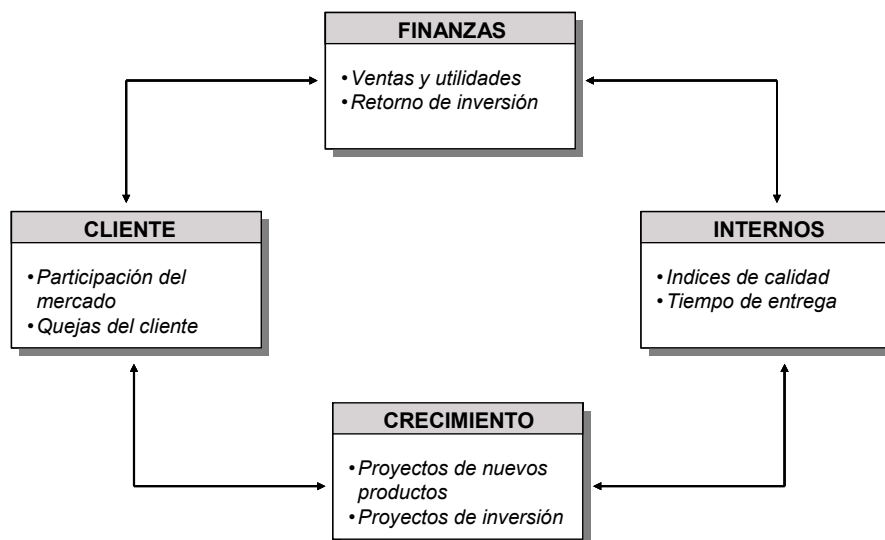 FINANZAS
•Ventas y utilidades
•Retorno de inversión
CLIENTE
•Participación del
mercado
•Quejas del cliente
INTERNOS
•Indices de calidad
•Tiempo de entrega
CRECIMIENTO
•Proyectos de nuevos
productos
•Proyectos de inversión